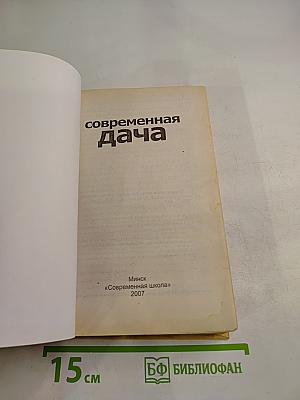 современная
дача
Минск
«Современная школа»
2007
15 см
БФ БИБЛИОФАН